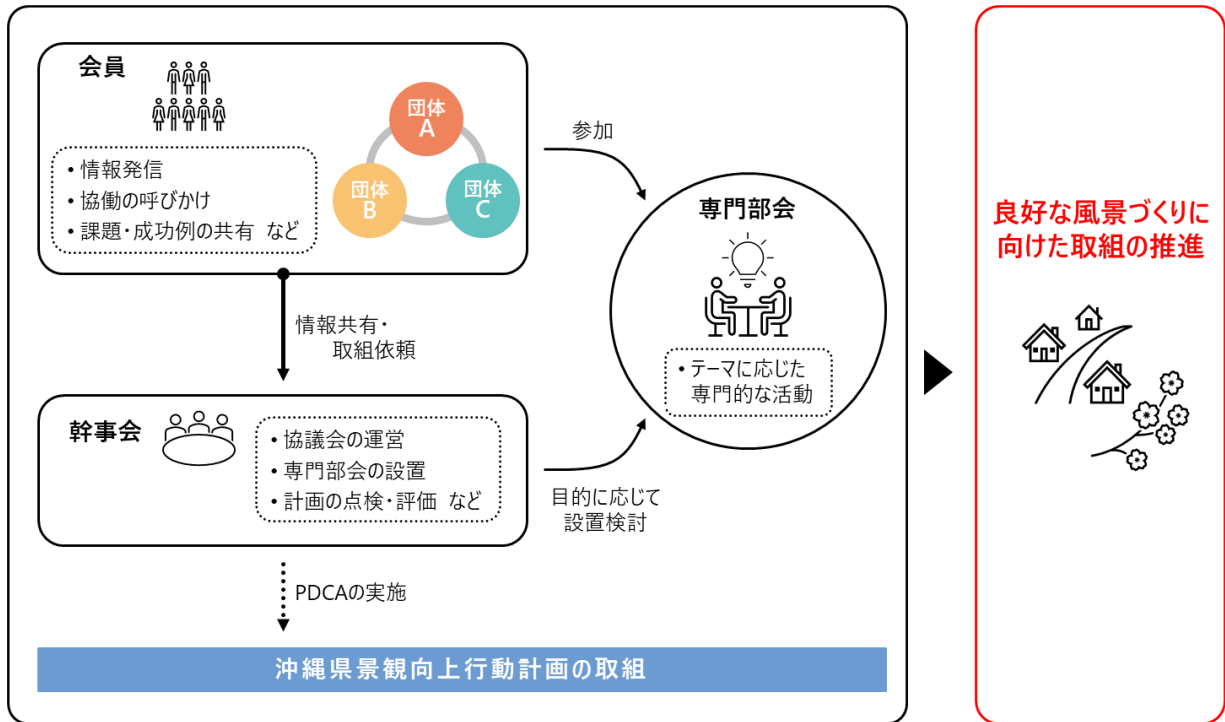 会員
団体
A
団体
B
団体
C
• 情報発信
• 協働の呼びかけ
• 課題・成功例の共有 など
参加
専門部会
• テーマに応じた
専門的な活動
情報共有・
取組依頼
幹事会
• 協議会の運営
• 専門部会の設置
• 計画の点検・評価 など
目的に応じて
設置検討
PDCAの実施
沖縄県景観向上行動計画の取組
良好な風景づくりに
向けた取組の推進